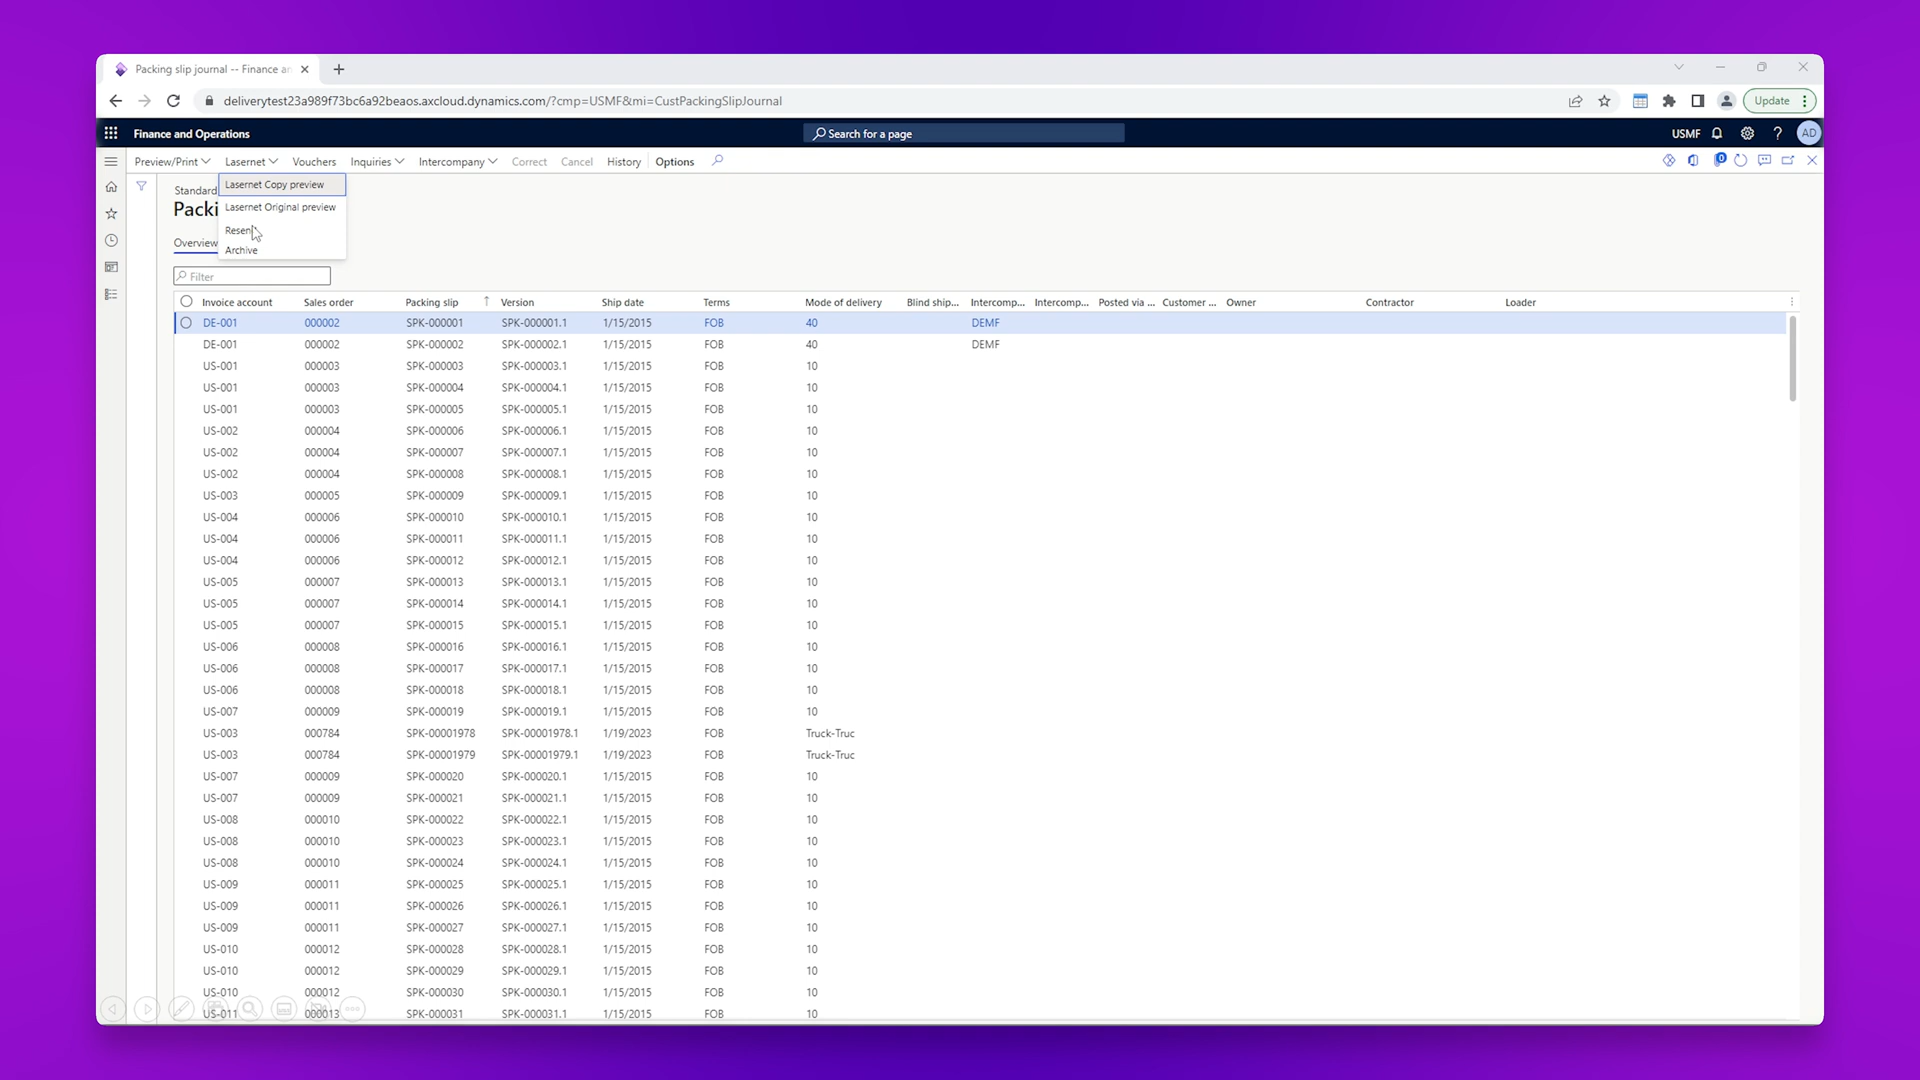 Packing slip journal -- Finance an
deliverytest23a989f73bc6a92beaos.axcloud.dynamics.com/?cmp=USMF&mi=CustPackingSlipJournal
Update
Finance and Operations
Search for a page
USMF
AD
Preview/Print Lasernet Vouchers Inquiries Intercompany Correct Cancel History Options
0
Lasernet Copy preview
Standard
Lasernet Original preview
Packi
Resen
Overview
Archive
Filter
Invoice account Sales order Packing slip Version Ship date Terms Mode of delivery Blind ship... Intercomp... Intercomp... Posted via ... Customer ... Owner Contractor Loader
DE-001 000002 SPK-000001 SPK-000001.1 1/15/2015 FOB 40 DEMF
DE-001 000002 SPK-000002 SPK-000002.1 1/15/2015 FOB 40 DEMF
US-001 000003 SPK-000003 SPK-000003.1 1/15/2015 FOB 10
US-001 000003 SPK-000004 SPK-000004.1 1/15/2015 FOB 10
US-001 000003 SPK-000005 SPK-000005.1 1/15/2015 FOB 10
US-002 000004 SPK-000006 SPK-000006.1 1/15/2015 FOB 10
US-002 000004 SPK-000007 SPK-000007.1 1/15/2015 FOB 10
US-002 000004 SPK-000008 SPK-000008.1 1/15/2015 FOB 10
US-003 000005 SPK-000009 SPK-000009.1 1/15/2015 FOB 10
US-004 000006 SPK-000010 SPK-000010.1 1/15/2015 FOB 10
US-004 000006 SPK-000011 SPK-000011.1 1/15/2015 FOB 10
US-004 000006 SPK-000012 SPK-000012.1 1/15/2015 FOB 10
US-005 000007 SPK-000013 SPK-000013.1 1/15/2015 FOB 10
US-005 000007 SPK-000014 SPK-000014.1 1/15/2015 FOB 10
US-005 000007 SPK-000015 SPK-000015.1 1/15/2015 FOB 10
US-006 000008 SPK-000016 SPK-000016.1 1/15/2015 FOB 10
US-006 000008 SPK-000017 SPK-000017.1 1/15/2015 FOB 10
US-006 000008 SPK-000018 SPK-000018.1 1/15/2015 FOB 10
US-007 000009 SPK-000019 SPK-000019.1 1/15/2015 FOB 10
US-003 000784 SPK-00001978 SPK-00001978.1 1/19/2023 FOB Truck-Truc
US-003 000784 SPK-00001979 SPK-00001979.1 1/19/2023 FOB Truck-Truc
US-007 000009 SPK-000020 SPK-000020.1 1/15/2015 FOB 10
US-007 000009 SPK-000021 SPK-000021.1 1/15/2015 FOB 10
US-008 000010 SPK-000022 SPK-000022.1 1/15/2015 FOB 10
US-008 000010 SPK-000023 SPK-000023.1 1/15/2015 FOB 10
US-008 000010 SPK-000024 SPK-000024.1 1/15/2015 FOB 10
US-009 000011 SPK-000025 SPK-000025.1 1/15/2015 FOB 10
US-009 000011 SPK-000026 SPK-000026.1 1/15/2015 FOB 10
US-009 000011 SPK-000027 SPK-000027.1 1/15/2015 FOB 10
US-010 000012 SPK-000028 SPK-000028.1 1/15/2015 FOB 10
US-010 000012 SPK-000029 SPK-000029.1 1/15/2015 FOB 10
US-010 000012 SPK-000030 SPK-000030.1 1/15/2015 FOB 10
US-011 000013 SPK-000031 SPK-000031.1 1/15/2015 FOB 10